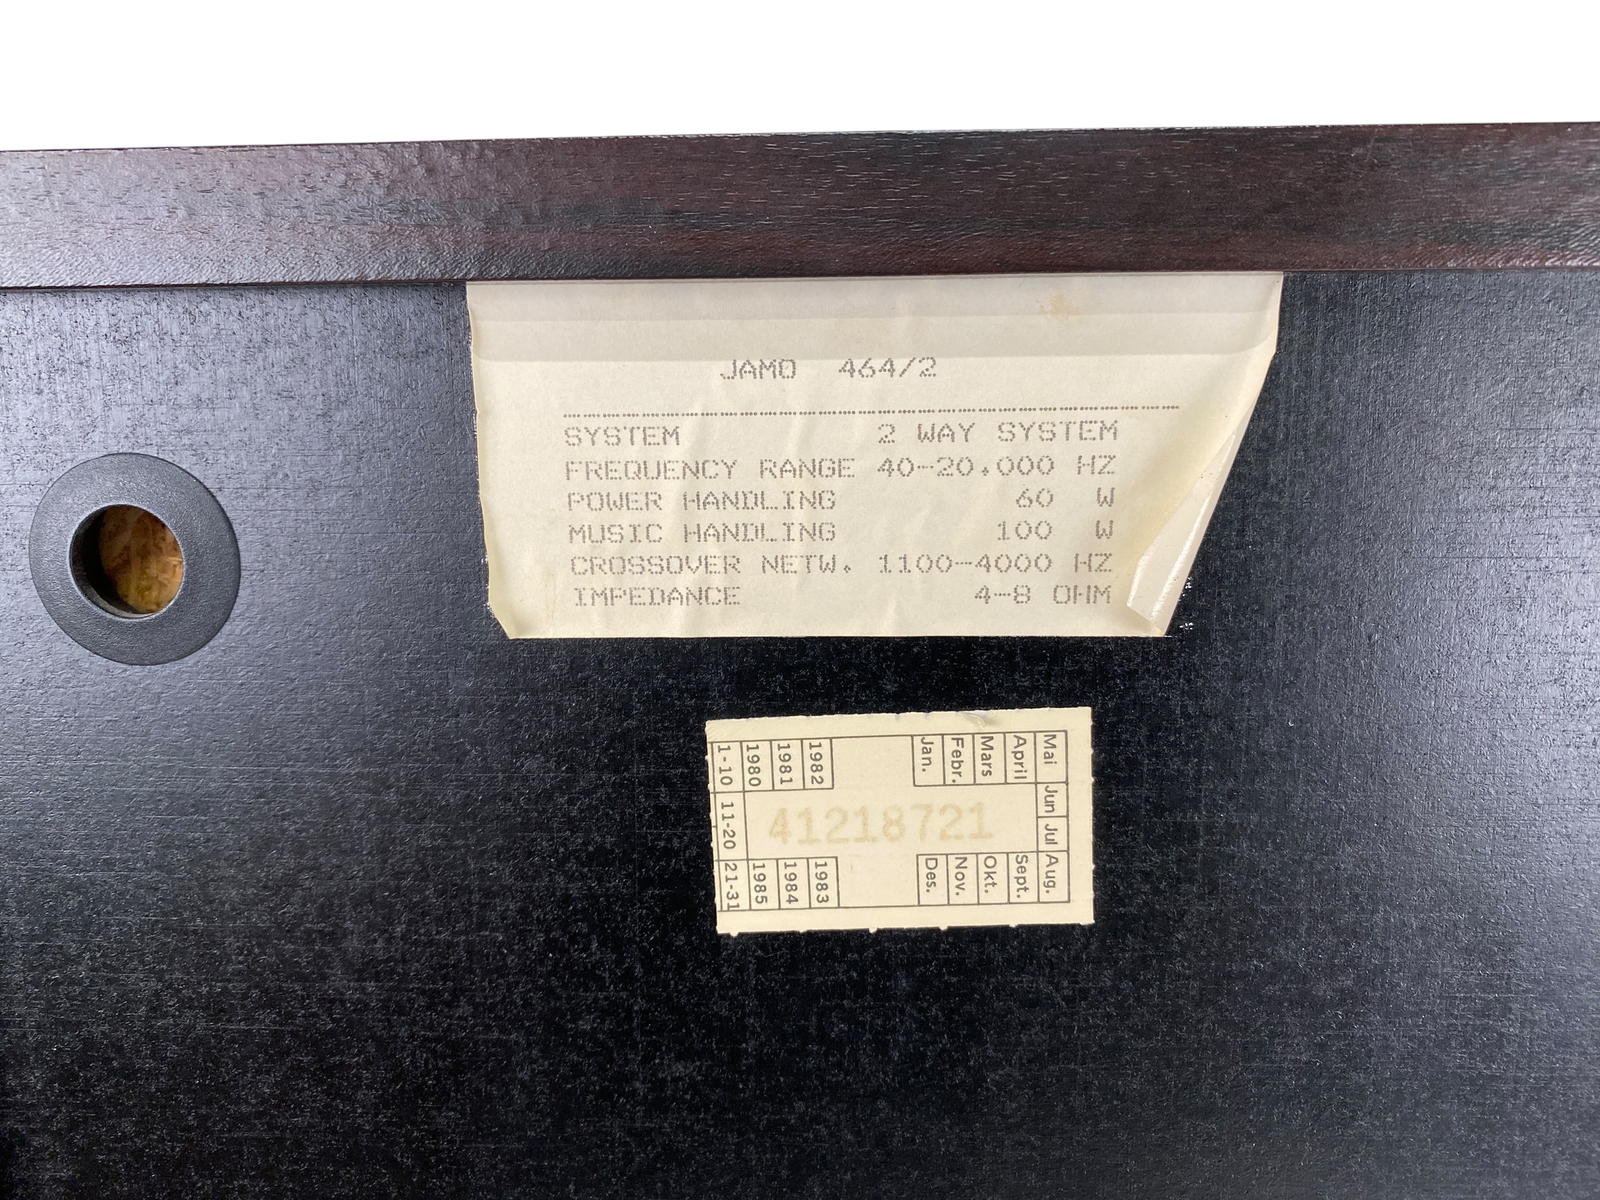 JAMO 464/2
SYSTEM 2 WAY SYSTEM
FREQUENCY RANGE 40-20.000 HZ
POWER HANDLING 60 W
MUSIC HANDLING 100 W
CROSSOVER NETW. 1100-4000 HZ
IMPEDANCE 4-8 OHM
Mai Jun Jul Aug.
April Sept.
Mars Okt.
Febr. Nov.
Jan. Des.
41218721
1982 1983
1981 1984
1980 1985
1-10 11-20 21-31